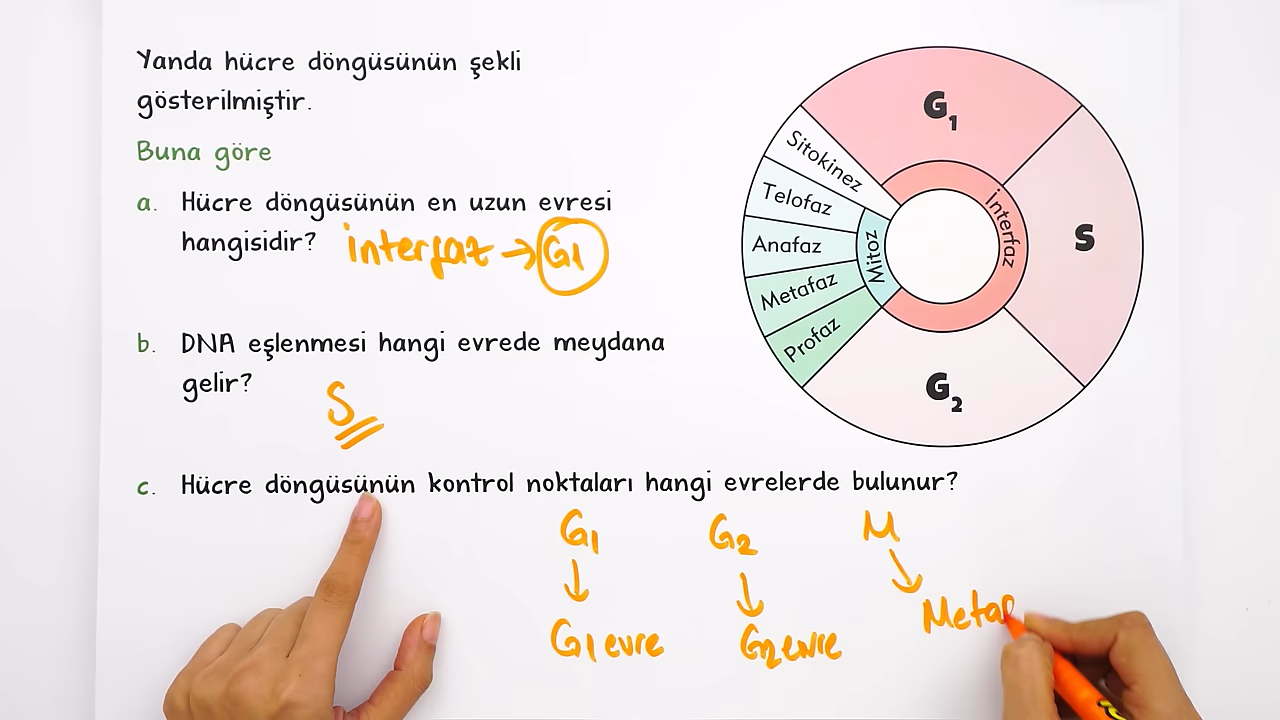 Yanda hücre döngüsünün şekli
gösterilmiştir.
Buna göre
a. Hücre döngüsünün en uzun evresi
hangisidir? interfaz → G1
b. DNA eşlenmesi hangi evrede meydana
gelir?
S
c. Hücre döngüsünün kontrol noktaları hangi evrelerde bulunur?
G1 G2 M
G1 evre G2 evre Metaf
G1
S
G2
İnterfaz
Mitoz
Sitokinez
Telofaz
Anafaz
Metafaz
Profaz